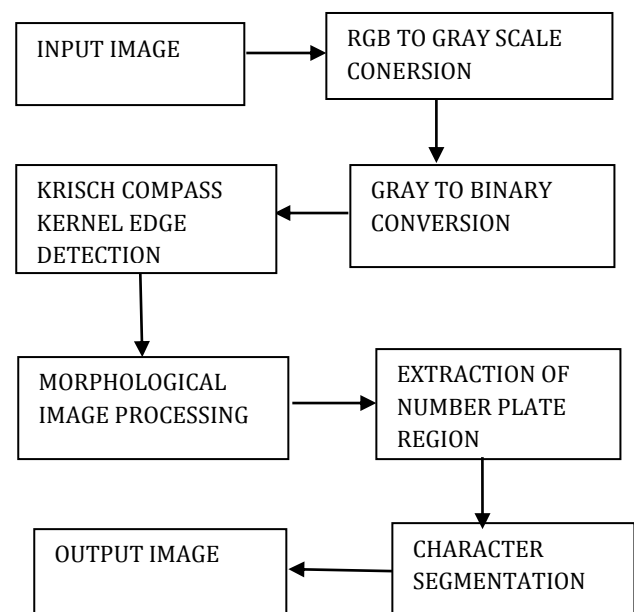 INPUT IMAGE
RGB TO GRAY SCALE
CONERSION
GRAY TO BINARY
CONVERSION
KRISCH COMPASS
KERNEL EDGE
DETECTION
MORPHOLOGICAL
IMAGE PROCESSING
EXTRACTION OF
NUMBER PLATE
REGION
CHARACTER
SEGMENTATION
OUTPUT IMAGE